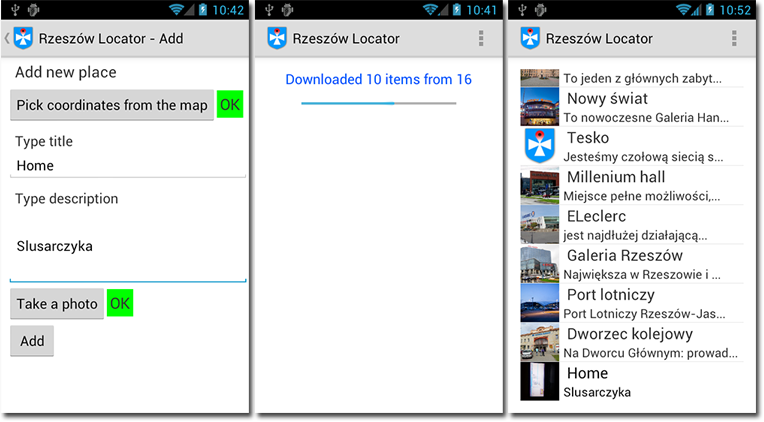 10:42
Rzeszów Locator - Add
Add new place
Pick coordinates from the map
OK
Type title
Home
Type description
Slusarczyka
Take a photo
OK
Add
10:41
Rzeszów Locator
Downloaded 10 items from 16
10:52
Rzeszów Locator
To jeden z głównych zabyt...
Nowy świat
To nowoczesne Galeria Han...
Tesko
Jesteśmy czołową siecią s...
Millenium hall
Miejsce pełne możliwości,...
ELeclerc
jest najdłużej działającą...
Galeria Rzeszów
Największa w Rzeszowie i ...
Port lotniczy
Port Lotniczy Rzeszów-Jas...
Dworzec kolejowy
Na Dworcu Głównym: prowad...
Home
Slusarczyka